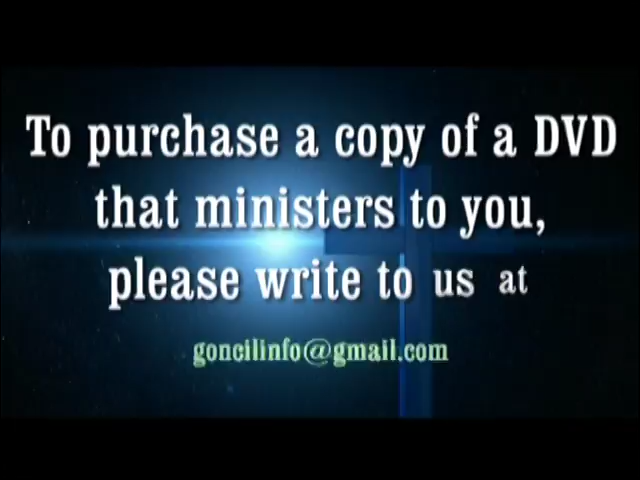 To purchase a copy of a DVD
that ministers to you,
please write to us at
goncilinfo@gmail.com